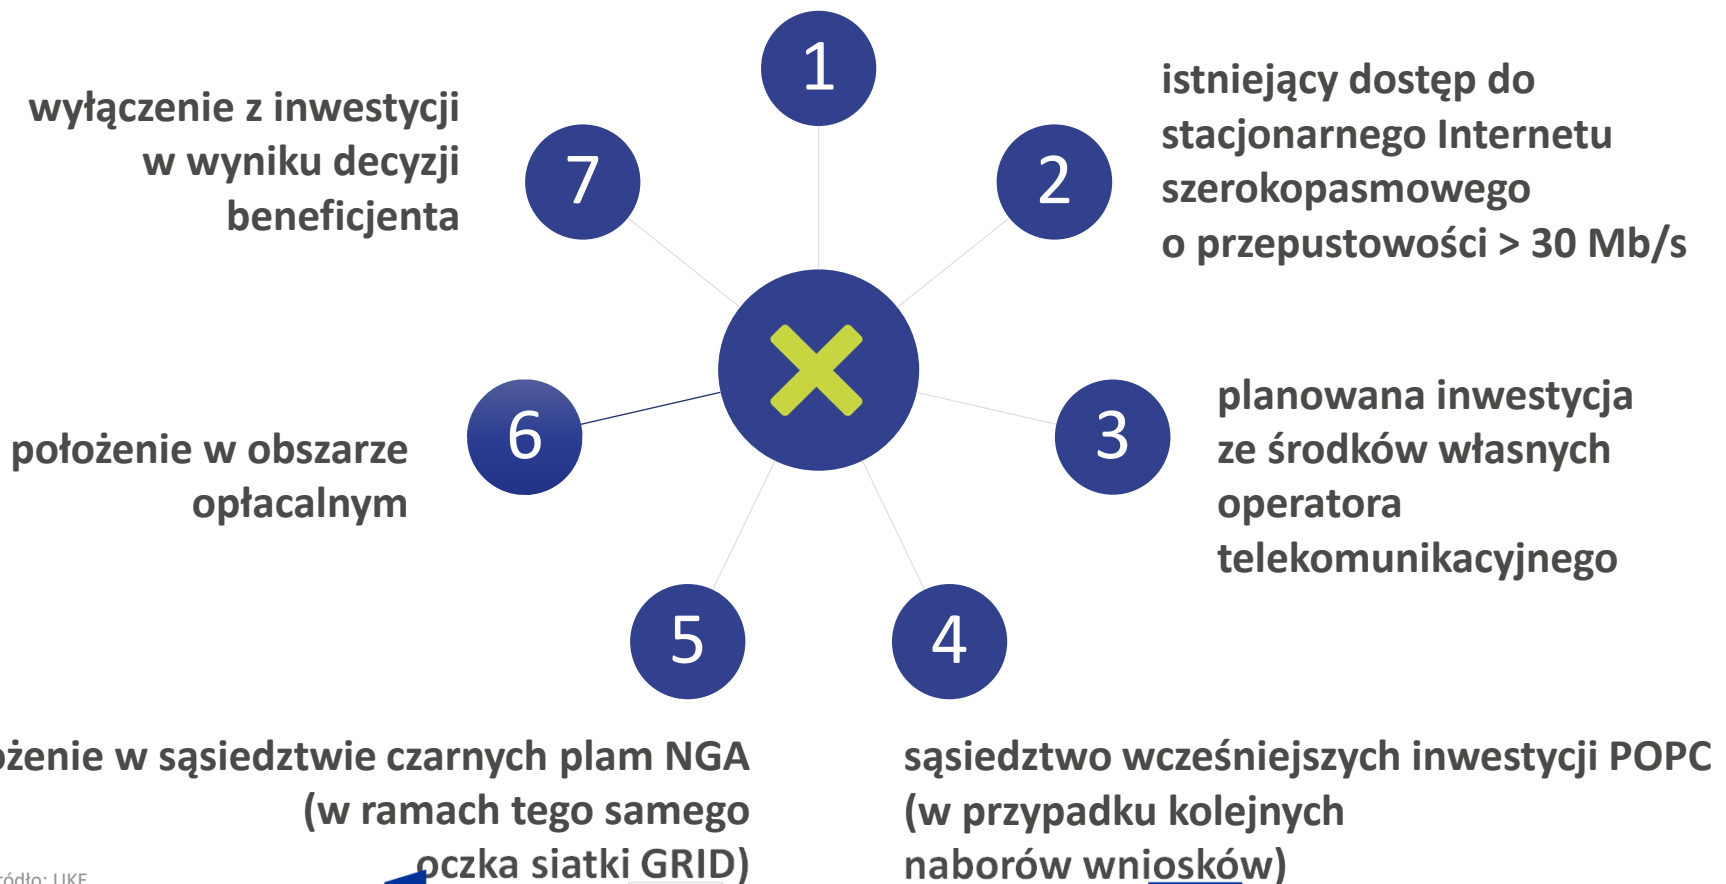 1
2
istniejący dostęp do
stacjonarnego Internetu
szerokopasmowego
o przepustowości > 30 Mb/s
3
planowana inwestycja
ze środków własnych
operatora
telekomunikacyjnego
4
sąsiedztwo wcześniejszych inwestycji POPC
(w przypadku kolejnych
naborów wniosków)
5
w sąsiedztwie czarnych plam NGA
(w ramach tego samego
oczka siatki GRID)
6
położenie w obszarze
opłacalnym
7
wyłączenie z inwestycji
w wyniku decyzji
beneficjenta
UKE